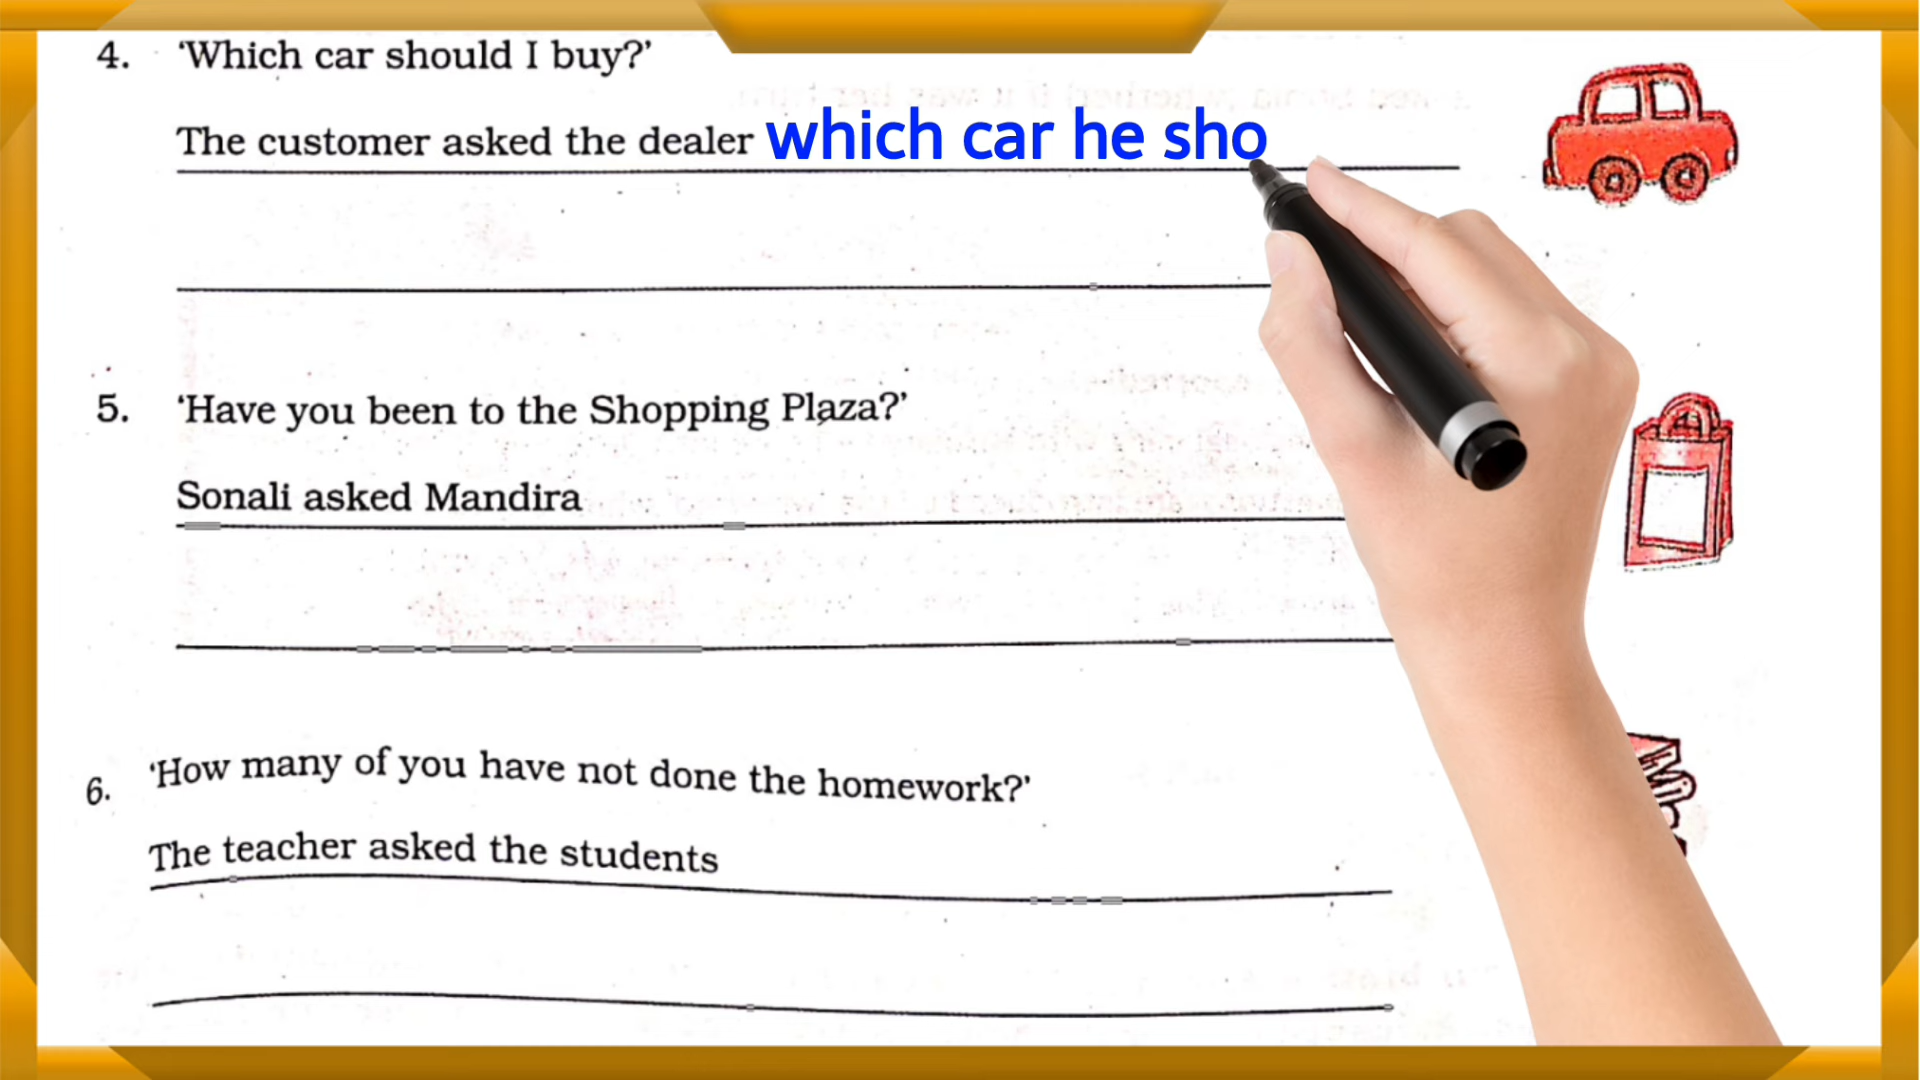 4. ‘Which car should I buy?’
The customer asked the dealer which car he sho
5. ‘Have you been to the Shopping Plaza?’
Sonali asked Mandira
6. ‘How many of you have not done the homework?’
The teacher asked the students